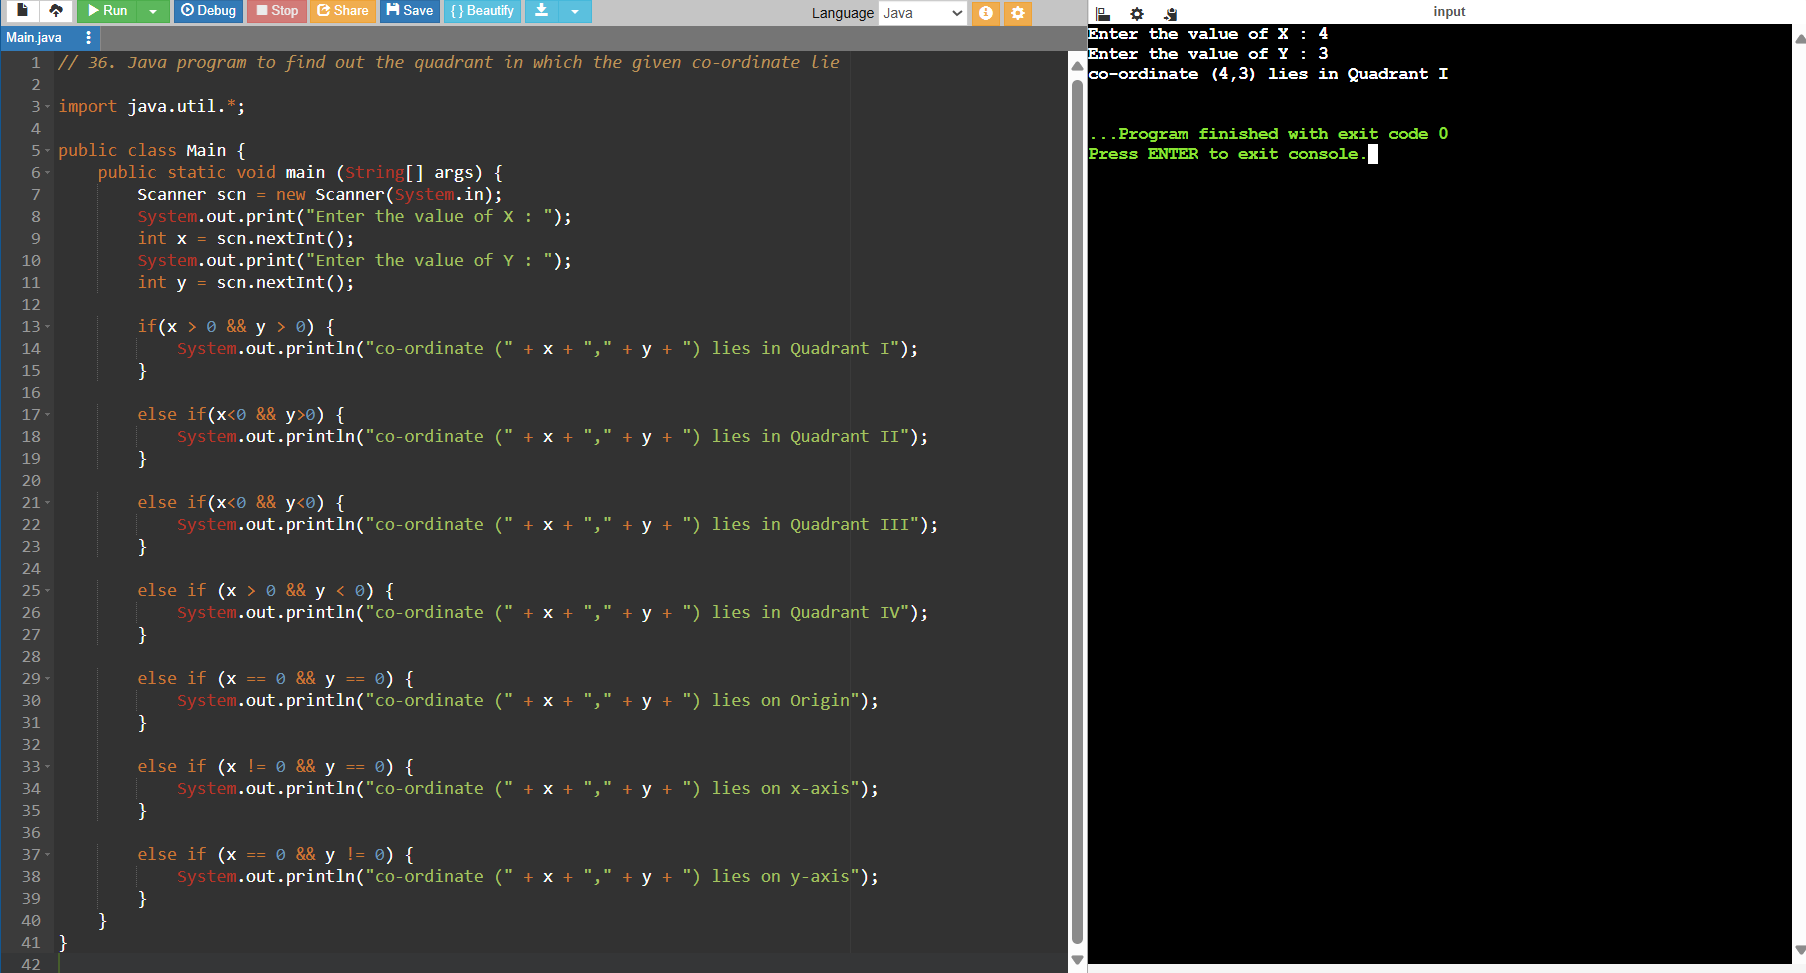 Run
Debug
Stop
Share
Save
{ } Beautify
Language Java
Main.java
1 // 36. Java program to find out the quadrant in which the given co-ordinate lie
2
3 import java.util.*;
4
5 public class Main {
6 public static void main (String[] args) {
7 Scanner scn = new Scanner(System.in);
8 System.out.print("Enter the value of X : ");
9 int x = scn.nextInt();
10 System.out.print("Enter the value of Y : ");
11 int y = scn.nextInt();
12
13 if(x > 0 && y > 0) {
14 System.out.println("co-ordinate (" + x + "," + y + ") lies in Quadrant I");
15 }
16
17 else if(x<0 && y>0) {
18 System.out.println("co-ordinate (" + x + "," + y + ") lies in Quadrant II");
19 }
20
21 else if(x<0 && y<0) {
22 System.out.println("co-ordinate (" + x + "," + y + ") lies in Quadrant III");
23 }
24
25 else if (x > 0 && y < 0) {
26 System.out.println("co-ordinate (" + x + "," + y + ") lies in Quadrant IV");
27 }
28
29 else if (x == 0 && y == 0) {
30 System.out.println("co-ordinate (" + x + "," + y + ") lies on Origin");
31 }
32
33 else if (x != 0 && y == 0) {
34 System.out.println("co-ordinate (" + x + "," + y + ") lies on x-axis");
35 }
36
37 else if (x == 0 && y != 0) {
38 System.out.println("co-ordinate (" + x + "," + y + ") lies on y-axis");
39 }
40 }
41 }
42
input
Enter the value of X : 4
Enter the value of Y : 3
co-ordinate (4,3) lies in Quadrant I
...Program finished with exit code 0
Press ENTER to exit console.